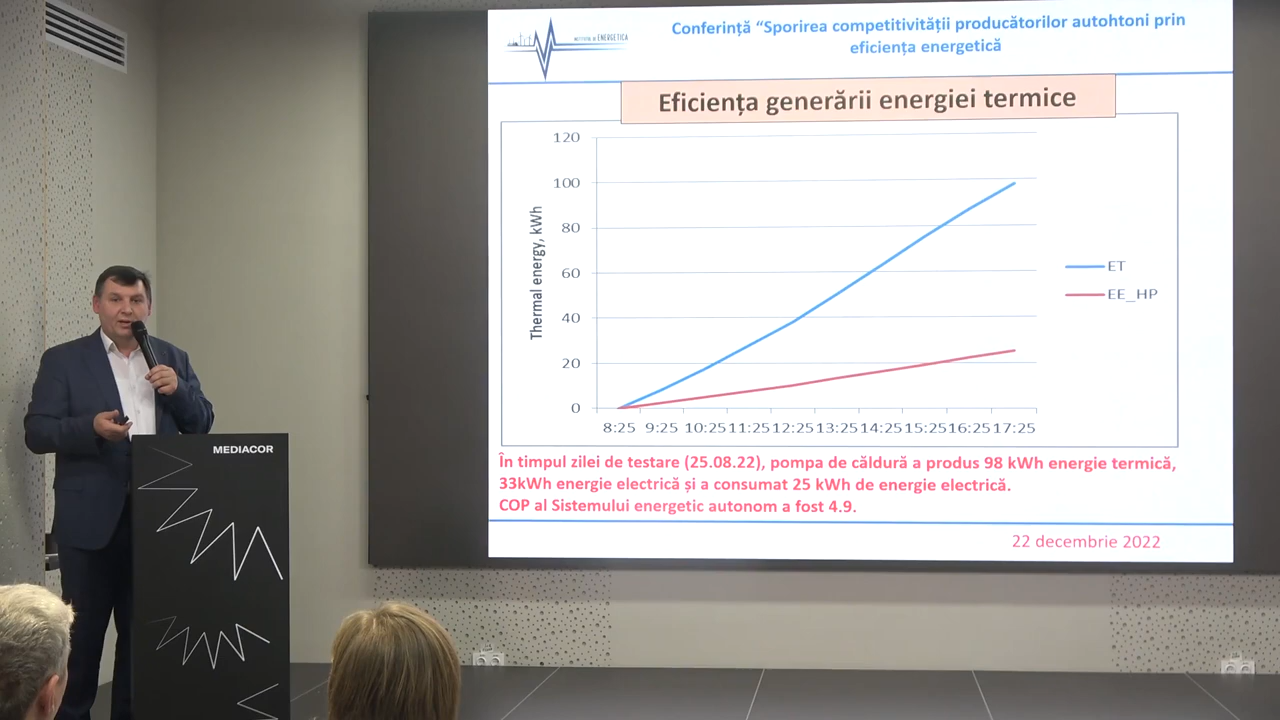 Conferință “Sporirea competitivității producătorilor autohtoni prin
eficiența energetică
INSTITUTUL DE ENERGETICA
Eficiența generării energiei termice
120
100
80
60
40
20
0
Thermal energy, kWh
8:25 9:25 10:25 11:25 12:25 13:25 14:25 15:25 16:25 17:25
ET
EE_HP
În timpul zilei de testare (25.08.22), pompa de căldură a produs 98 kWh energie termică,
33kWh energie electrică și a consumat 25 kWh de energie electrică.
COP al Sistemului energetic autonom a fost 4.9.
22 decembrie 2022
MEDIACOR